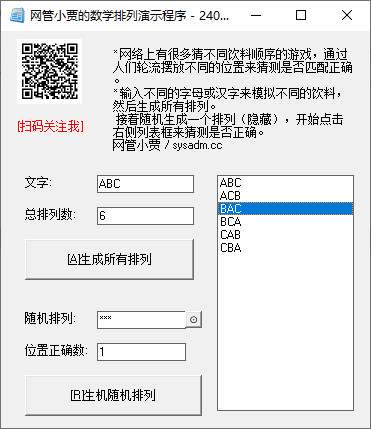 网管小贾的数学排列演示程序 - 240...
*网络上有很多猜不同饮料顺序的游戏，通过
人们轮流摆放不同的位置来猜测是否匹配正确
。
*输入不同的字母或汉字来模拟不同的饮料，
然后生成所有排列。
接着随机生成一个排列（隐藏），开始点击
右侧列表框来猜测是否正确。
网管小贾 / sysadm.cc
[扫码关注我]
文字: ABC
总排列数: 6
[A]生成所有排列
随机排列: ***
位置正确数: 1
[R]生机随机排列
ABC
ACB
BAC
BCA
CAB
CBA